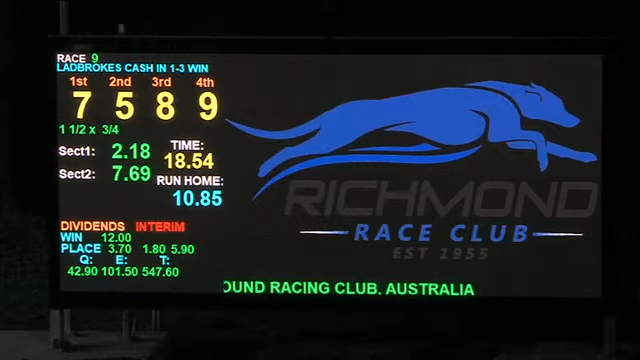 RACE 9
LADBROKES CASH IN 1-3 WIN
1st 2nd 3rd 4th
7 5 8 9
1 1/2 x 3/4
Sect1: 2.18
TIME:
18.54
Sect2: 7.69
RUN HOME:
10.85
DIVIDENDS INTERIM
WIN 12.00
PLACE 3.70 1.80 5.90
Q: E: T:
42.90 101.50 547.60
RICHMOND
RACE CLUB
EST 1955
OUND RACING CLUB. AUSTRALIA